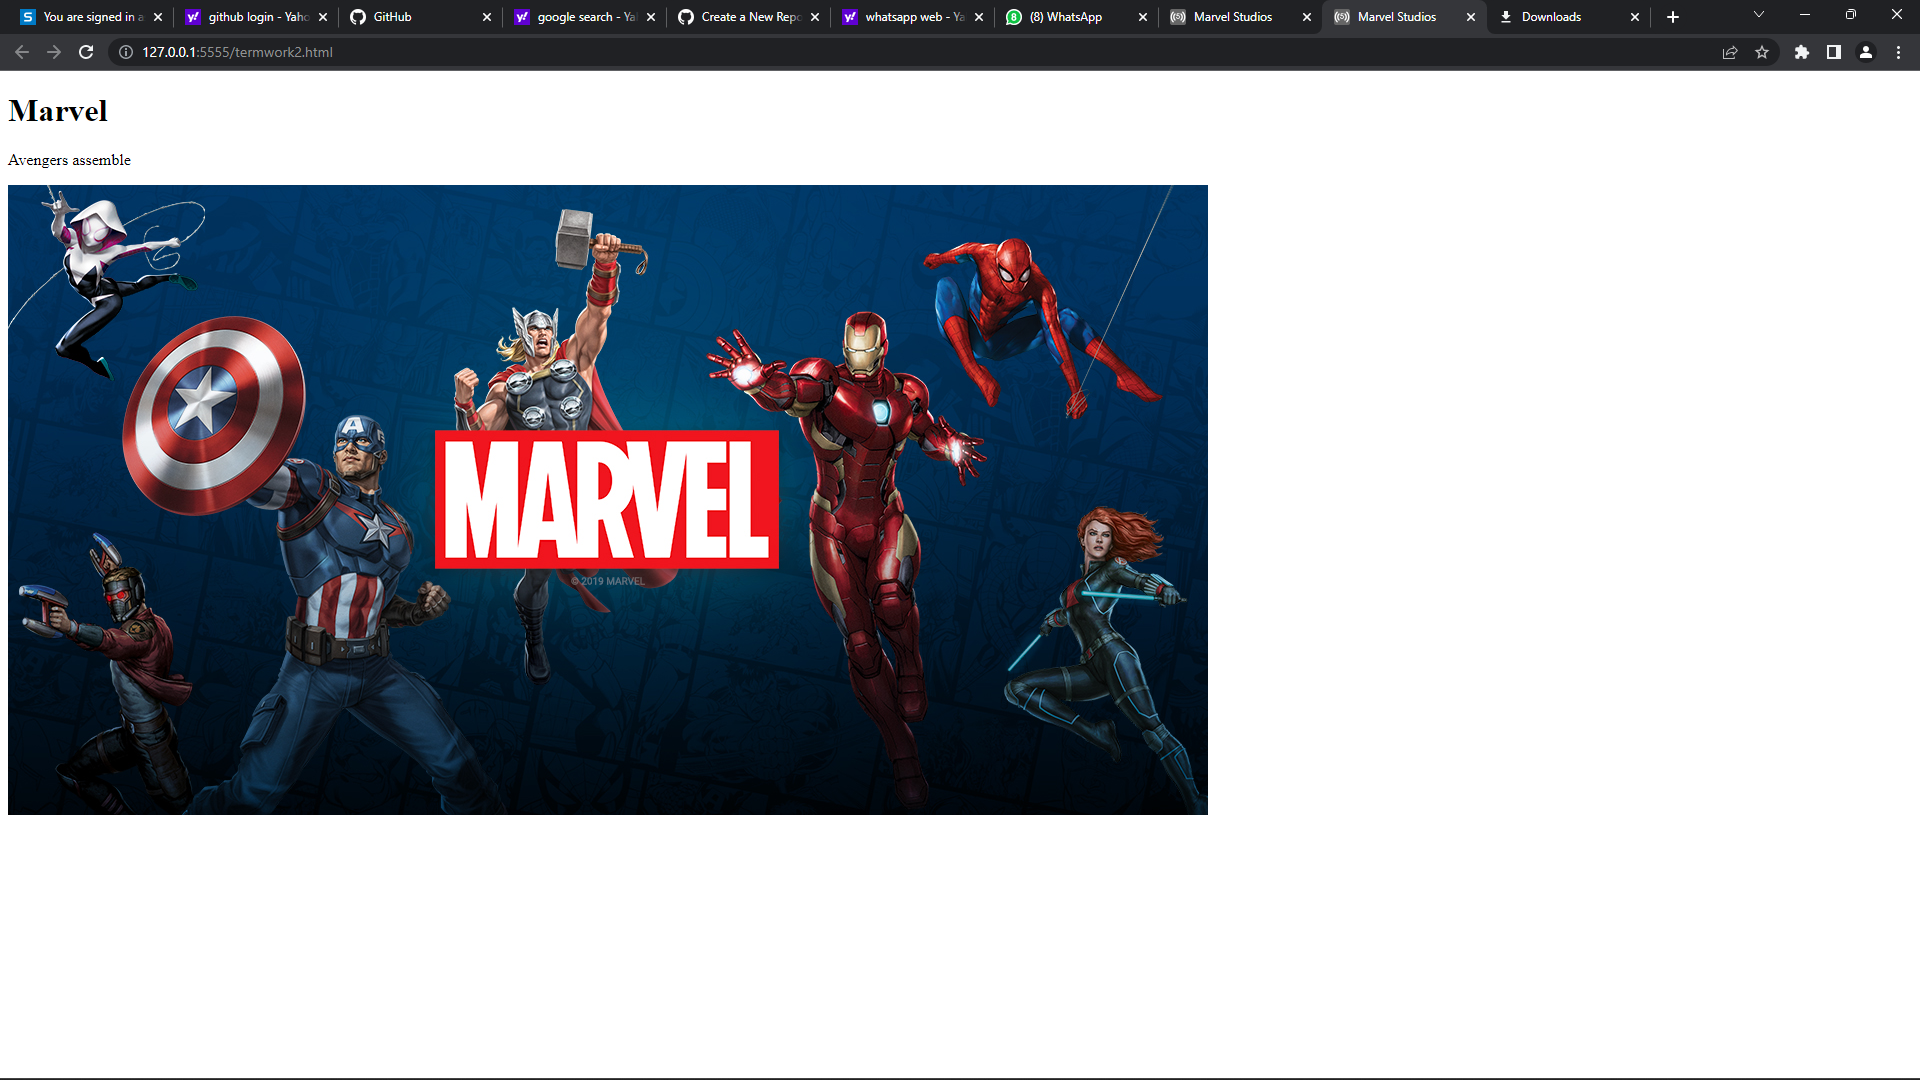 You are signed in a
github login - Yaho
GitHub
google search - Ya
Create a New Repo
whatsapp web - Ya
8
(8) WhatsApp
Marvel Studios
Marvel Studios
Downloads
127.0.0.1:5555/termwork2.html
Marvel
Avengers assemble
A
MARVEL
© 2019 MARVEL